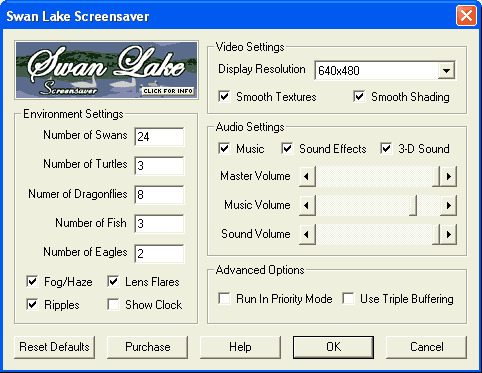 Swan Lake Screensaver
Swan Lake
Screensaver
CLICK FOR INFO
Environment Settings
Number of Swans 24
Number of Turtles 3
Numer of Dragonflies 8
Number of Fish 3
Number of Eagles 2
Fog/Haze Lens Flares
Ripples Show Clock
Video Settings
Display Resolution 640x480
Smooth Textures Smooth Shading
Audio Settings
Music Sound Effects 3-D Sound
Master Volume
Music Volume
Sound Volume
Advanced Options
Run In Priority Mode Use Triple Buffering
Reset Defaults Purchase Help OK Cancel